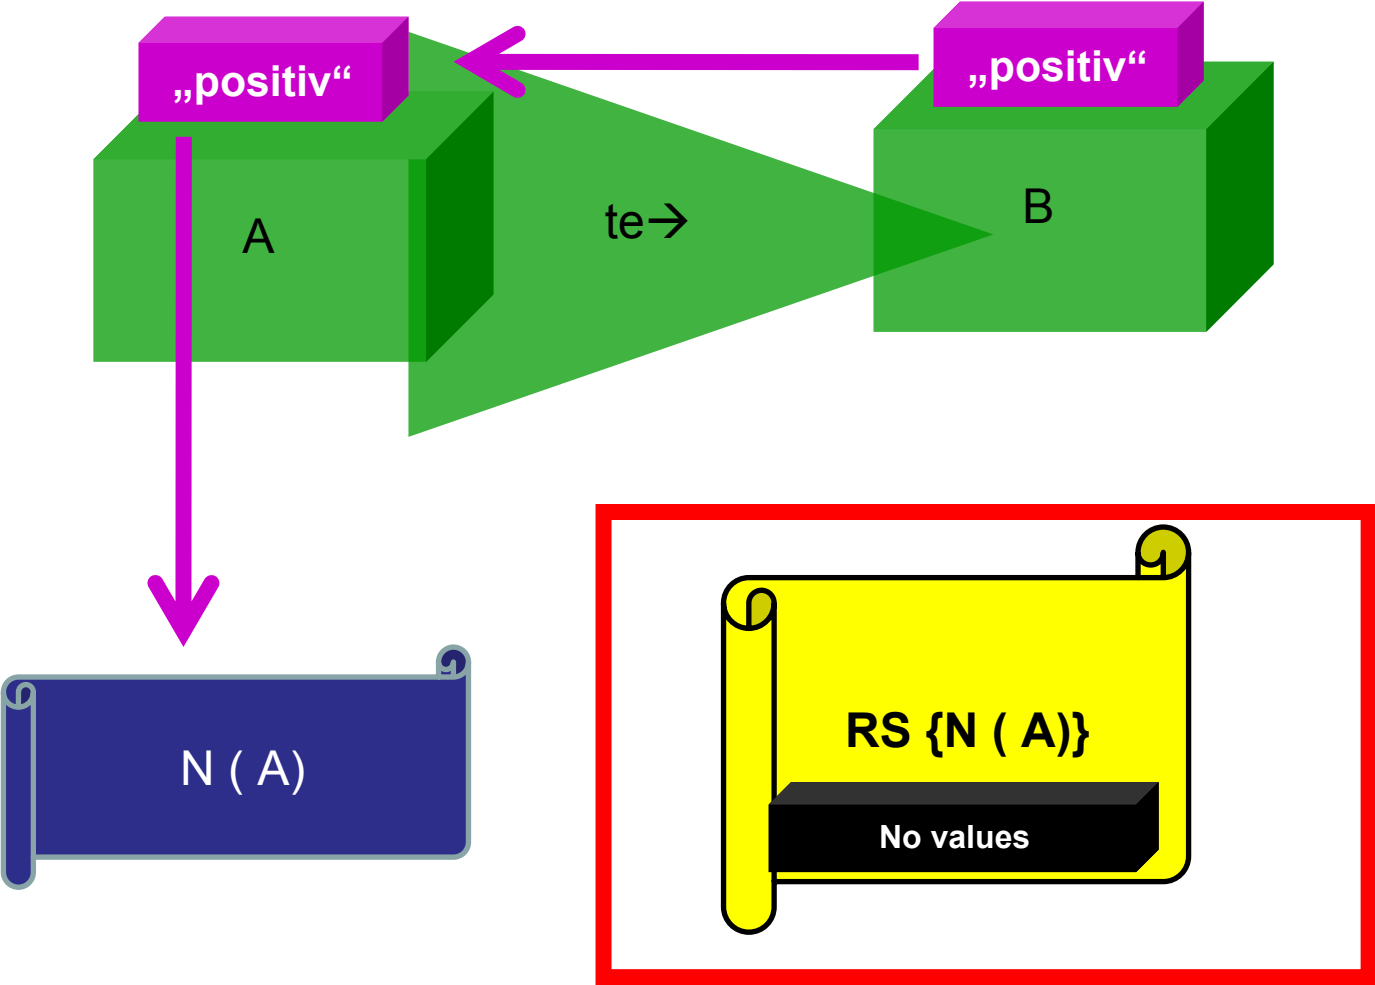 „positiv“
„positiv“
A
te→
B
N ( A)
RS {N ( A)}
No values